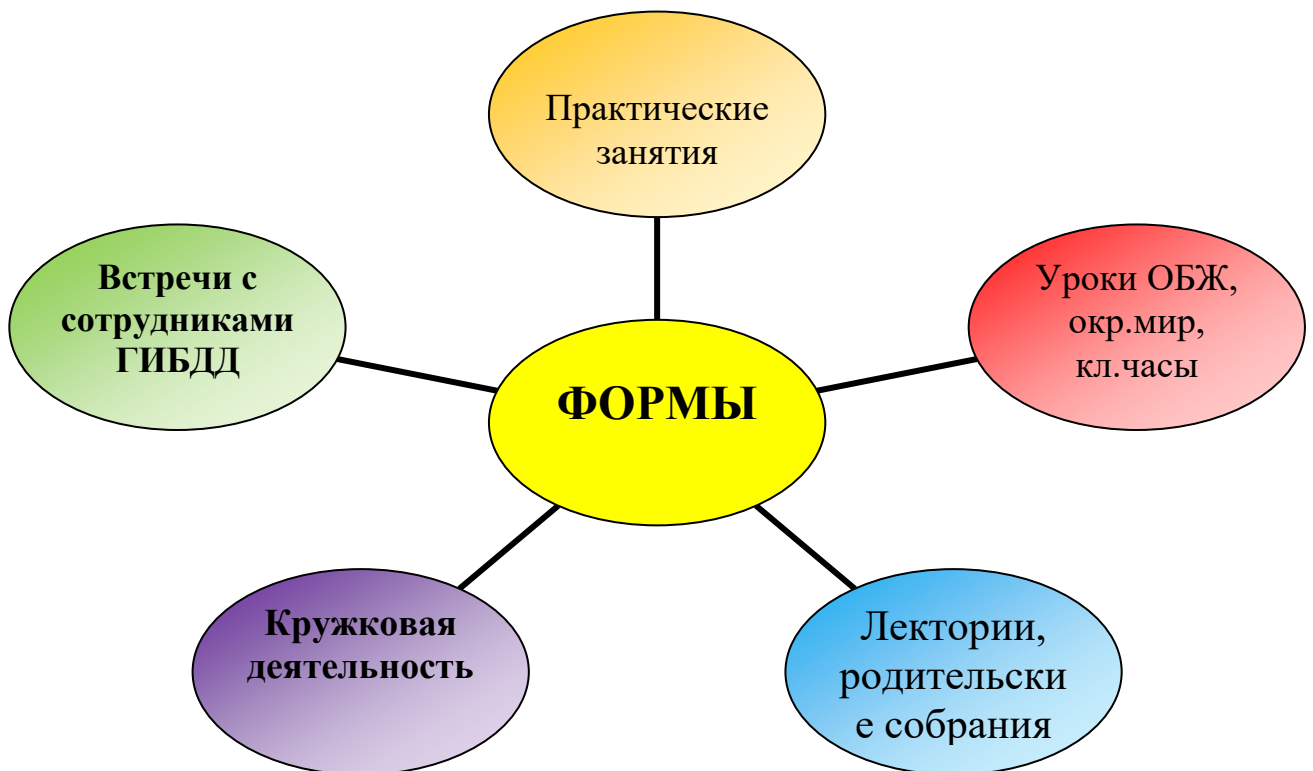 Практические
занятия
Встречи с
сотрудниками
ГИБДД
Уроки ОБЖ,
окр.мир,
кл.часы
ФОРМЫ
Кружковая
деятельность
Лектории,
родительски
е собрания